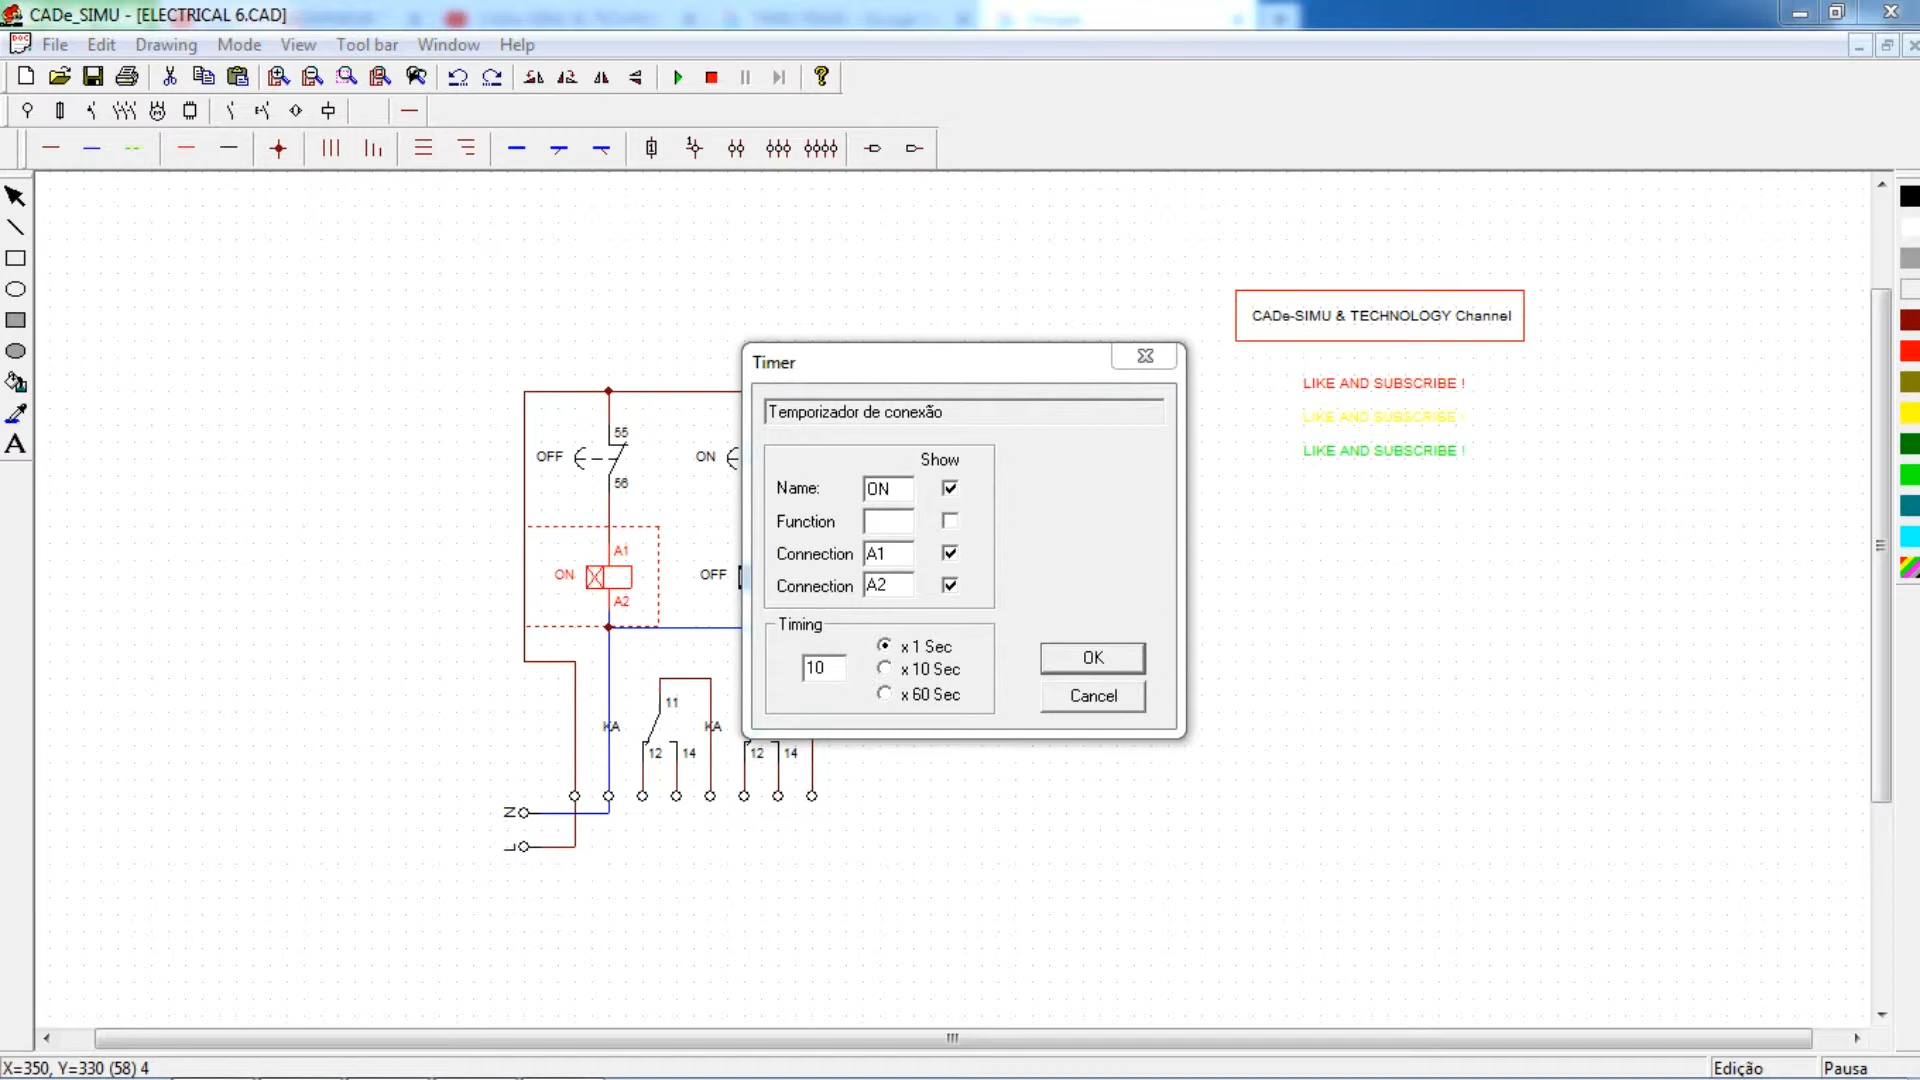 CADe_SIMU - [ELECTRICAL 6.CAD]
File Edit Drawing Mode View Tool bar Window Help
CADe-SIMU & TECHNOLOGY Channel
LIKE AND SUBSCRIBE !
LIKE AND SUBSCRIBE !
LIKE AND SUBSCRIBE !
55
OFF
56
ON
A1
ON
A2
OFF
Timer
Temporizador de conexão
Show
Name: ON
Function
Connection A1
Connection A2
Timing
10
x 1 Sec
x 10 Sec
x 60 Sec
OK
Cancel
11
KA
KA
12 14
12 14
N
L
X=350, Y=330 (58) 4
Edição
Pausa